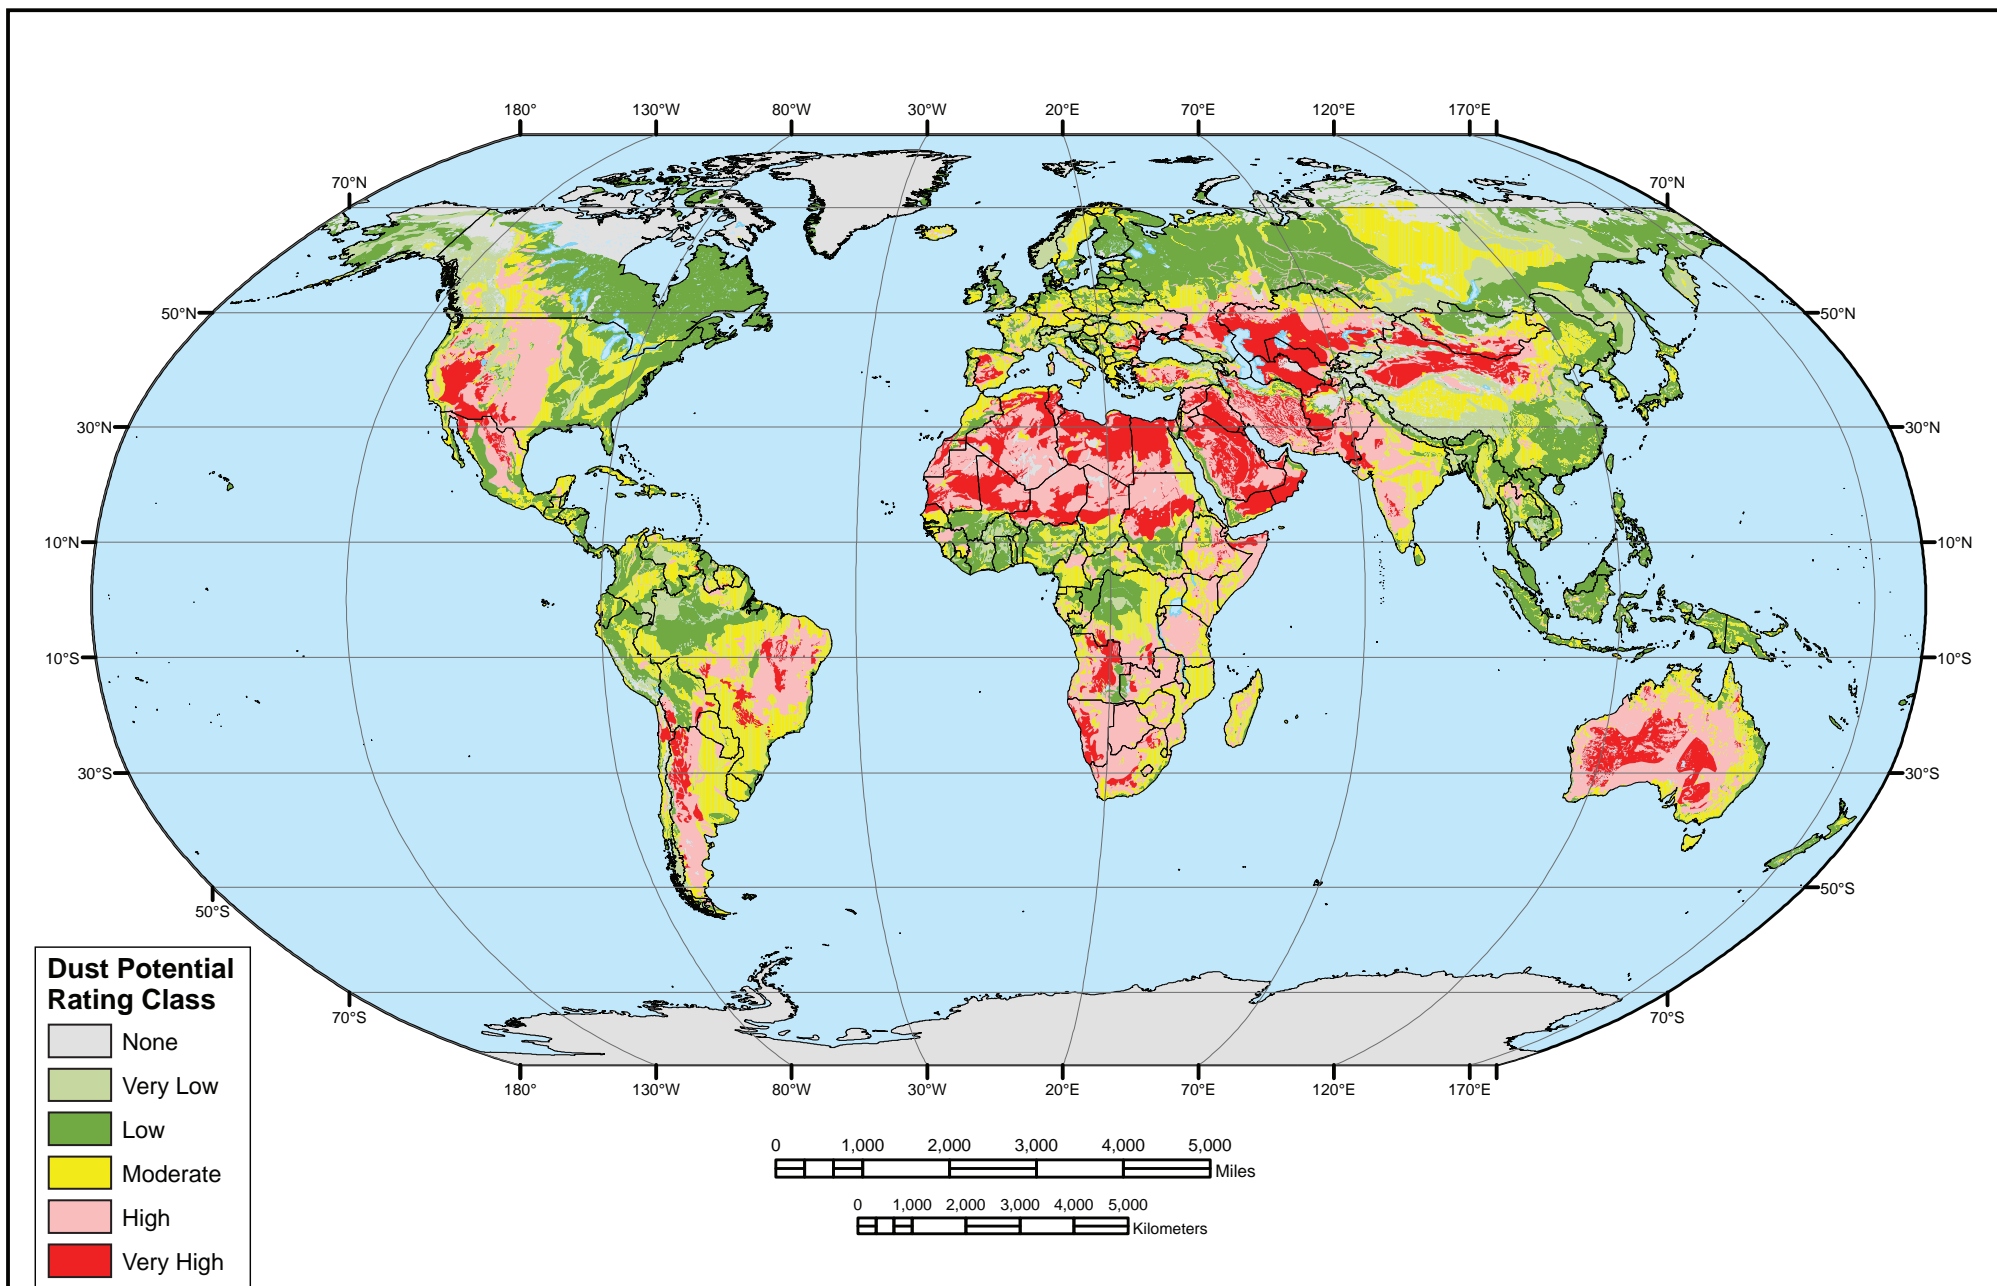 180° 130°W 80°W 30°W 20°E 70°E 120°E 170°E
70°N 70°N
50°N 50°N
30°N 30°N
10°N 10°N
10°S 10°S
30°S 30°S
50°S 50°S
70°S 70°S
180° 130°W 80°W 30°W 20°E 70°E 120°E 170°E
Dust Potential
Rating Class
None
Very Low
Low
Moderate
High
Very High
0 1,000 2,000 3,000 4,000 5,000
Miles
0 1,000 2,000 3,000 4,000 5,000
Kilometers